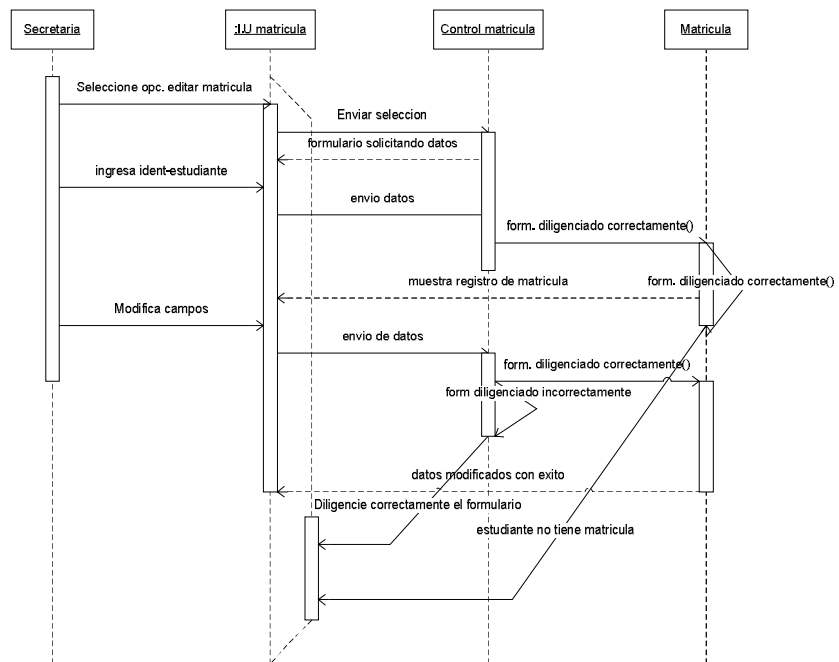 Secretaria
:I.U matricula
Control matricula
Matricula
Seleccione opc. editar matricula
Enviar seleccion
formulario solicitando datos
ingresa ident-estudiante
envio datos
form. diligenciado correctamente()
muestra registro de matricula
form. diligenciado correctamente()
Modifica campos
envio de datos
form. diligenciado correctamente()
form diligenciado incorrectamente
datos modificados con exito
Diligencie correctamente el formulario
estudiante no tiene matricula